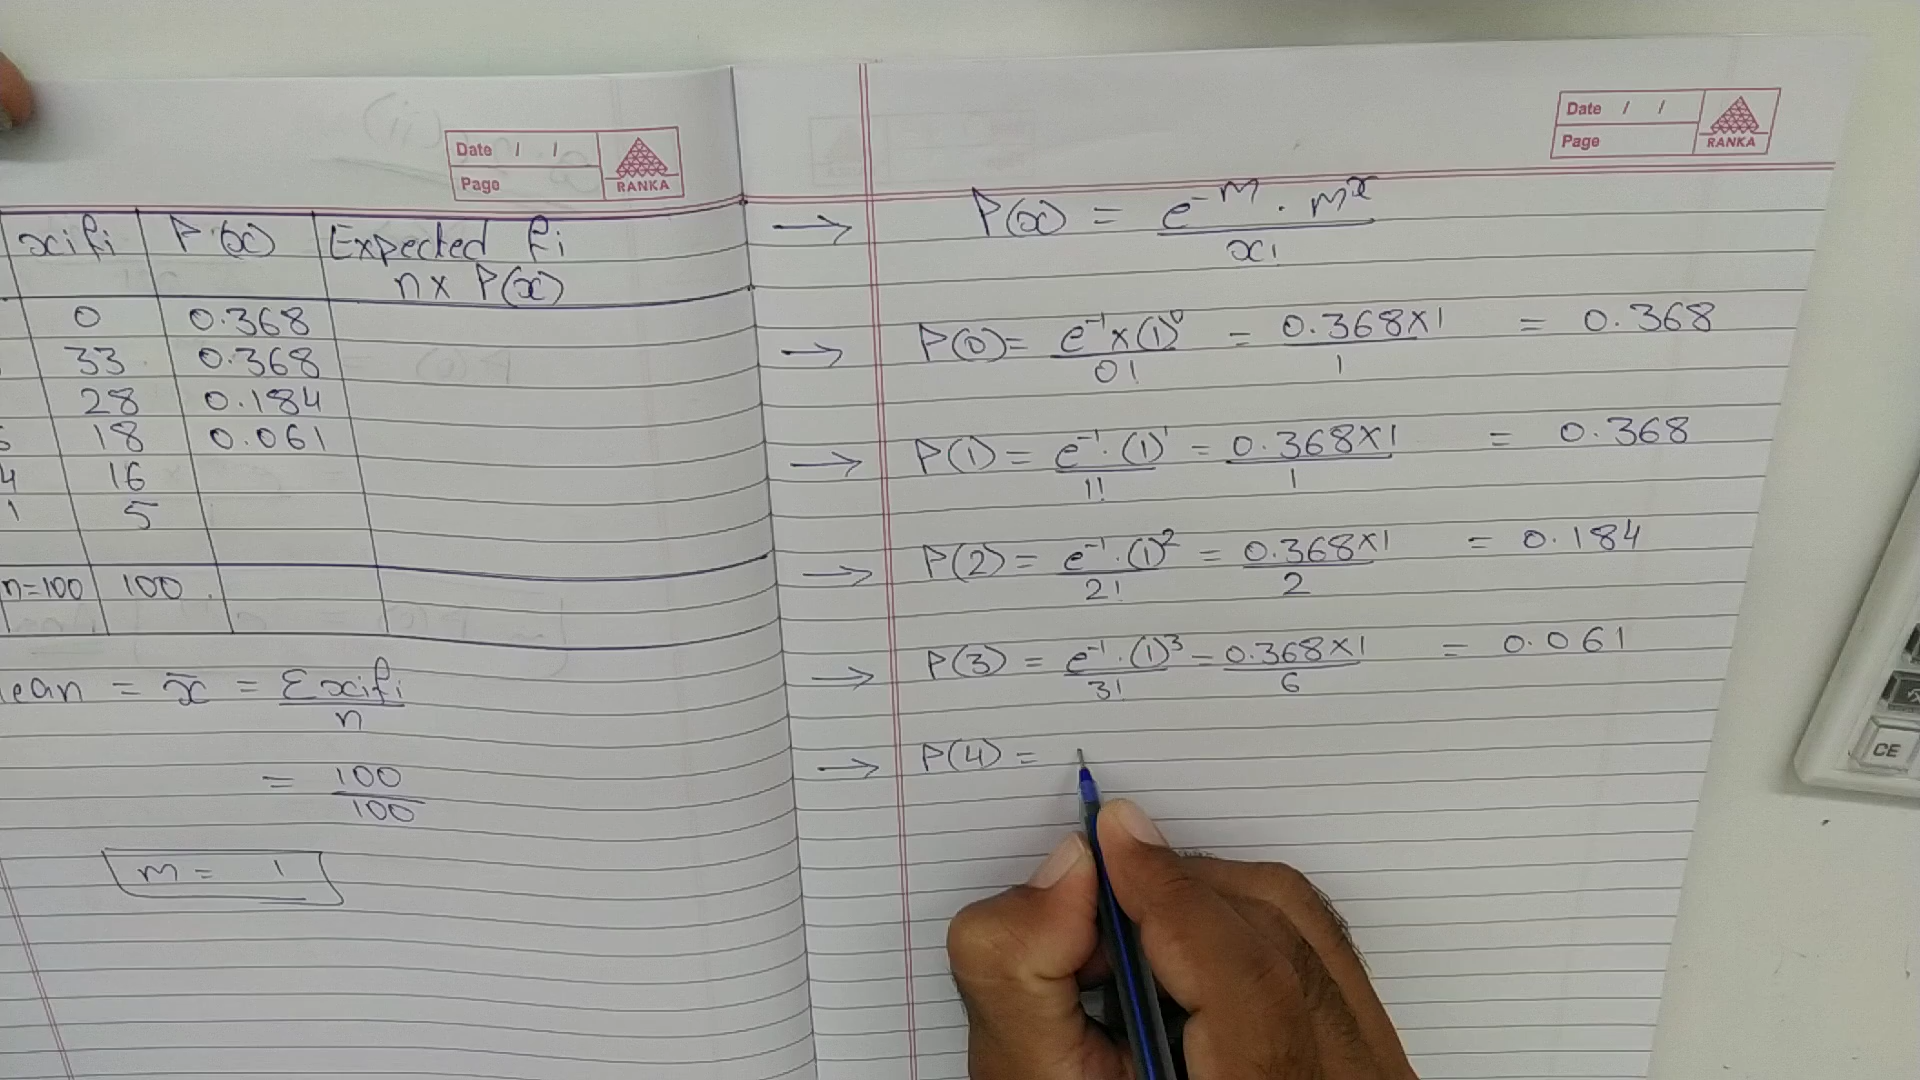 Date / /
Page
RANKA
xifi P(x) Expected fi
n x P(x)
0 0.368
33 0.368
28 0.184
18 0.061
4 16
1 5
n=100 100
= x̄ = Σxifi
n
= 100
100
m = 1
Date / /
Page
RANKA
→ P(x) = e^-m . m^x
x!
→ P(0) = e^-1 x (1)^0 = 0.368x1 = 0.368
0! 1
→ P(1) = e^-1 . (1)^1 = 0.368x1 = 0.368
1! 1
→ P(2) = e^-1 . (1)^2 = 0.368x1 = 0.184
2! 2
→ P(3) = e^-1 . (1)^3 = 0.368x1 = 0.061
3! 6
→ P(4) =
CE